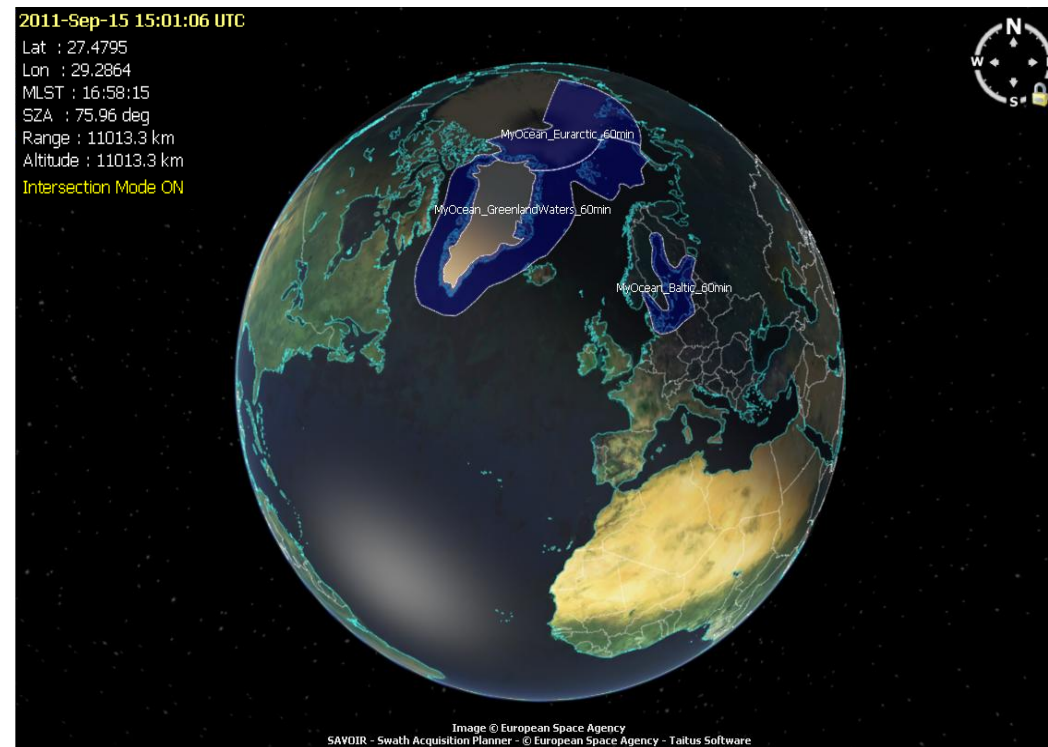 2011-Sep-15 15:01:06 UTC
Lat : 27.4795
Lon : 29.2864
MLST : 16:58:15
SZA : 75.96 deg
Range : 11013.3 km
Altitude : 11013.3 km
Intersection Mode ON
N
W
S
MyOcean_Eurarctic_60min
MyOcean_GreenlandWaters_60min
MyOcean_Baltic_60min
Image © European Space Agency
SAVOIR - Swath Acquisition Planner - © European Space Agency - Taitus Software